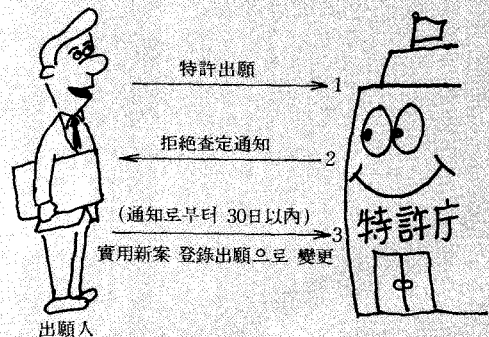 特許出願
1
拒絶査定通知
2
(通知로부터 30日以內)
3
實用新案 登錄出願으로 變更
特許庁
出願人